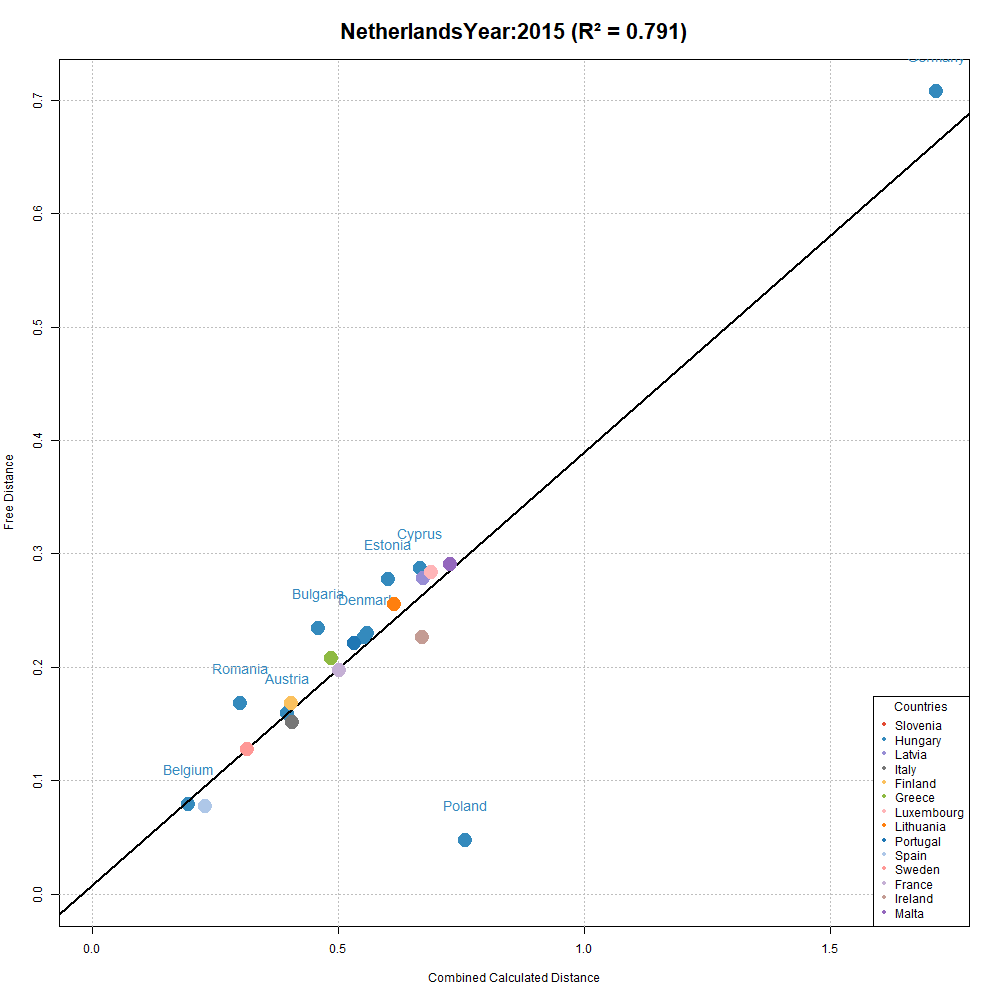 NetherlandsYear:2015 (R² = 0.791)
Germany
0.7
0.6
0.5
0.4
Free Distance
Cyprus
Estonia
0.3
Bulgaria
Denmark
0.2
Romania
Austria
Belgium
0.1
Poland
0.0
Countries
Slovenia
Hungary
Latvia
Italy
Finland
Greece
Luxembourg
Lithuania
Portugal
Spain
Sweden
France
Ireland
Malta
0.0 0.5 1.0 1.5
Combined Calculated Distance